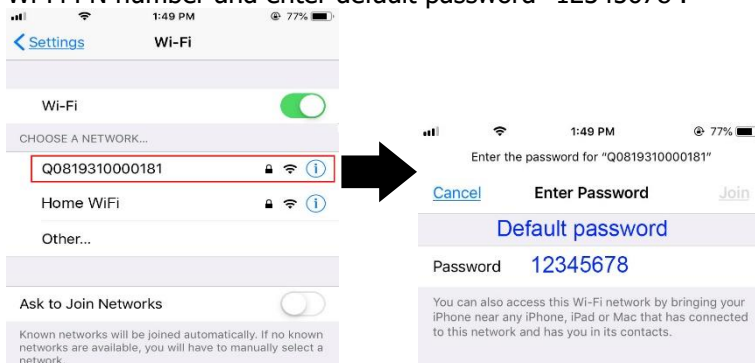 number and enter default password "12345678".
1:49 PM 77%
Settings Wi-Fi
Wi-Fi
CHOOSE A NETWORK...
Q0819310000181
Home WiFi
Other...
Ask to Join Networks
Known networks will be joined automatically. If no known
networks are available, you will have to manually select a
network.
1:49 PM 77%
Enter the password for “Q0819310000181”
Cancel Enter Password Join
Default password
Password 12345678
You can also access this Wi-Fi network by bringing your
iPhone near any iPhone, iPad or Mac that has connected
to this network and has you in its contacts.